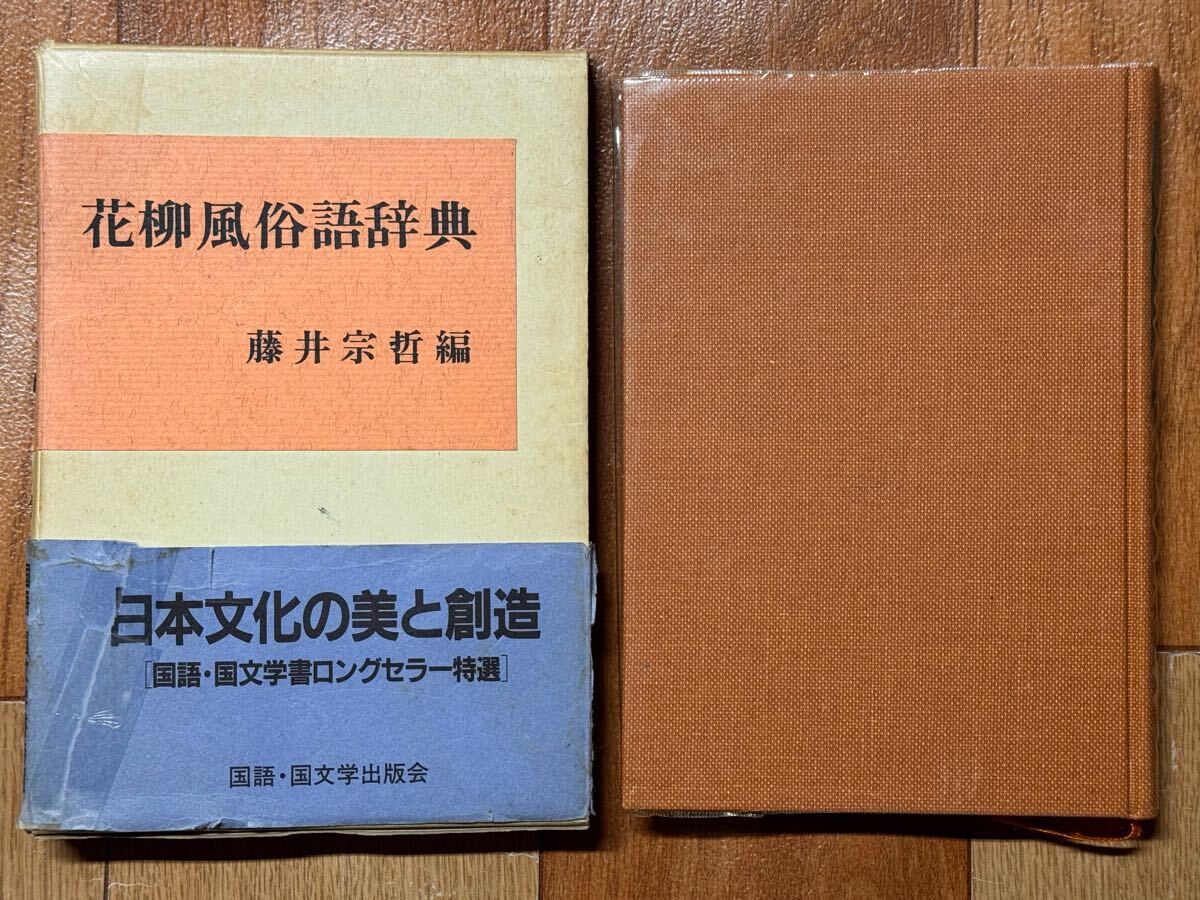 花柳風俗語辞典
藤井宗哲編
日本文化の美と創造
[国語・国文学書ロングセラー特選]
国語・国文学出版会